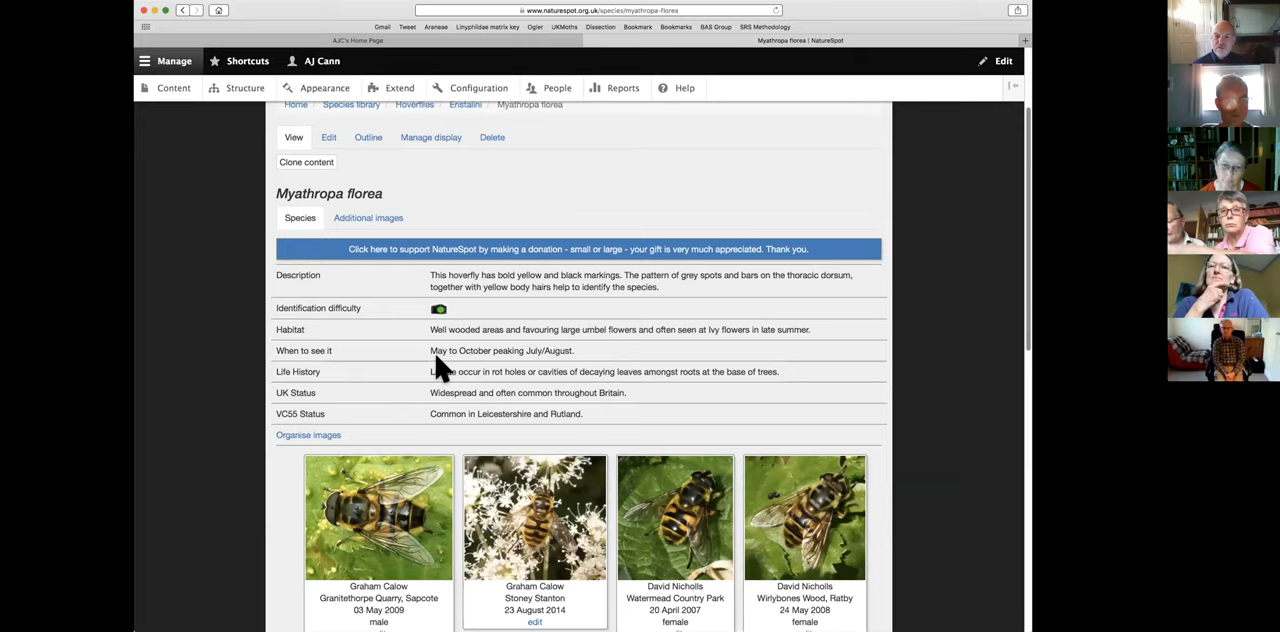 www.naturespot.org.uk/species/myathropa-florea
Gmail Tweet Araneae Linyphiidae matrix key Ogler UKMoths Dissection Bookmark Bookmarks BAS Group SRS Methodology
AJC's Home Page Myathropa florea | NatureSpot
Manage Shortcuts AJ Cann Edit
Content Structure Appearance Extend Configuration People Reports Help
Home Species library Hoverflies Eristalini Myathropa florea
View Edit Outline Manage display Delete
Clone content
Myathropa florea
Species Additional images
Click here to support NatureSpot by making a donation - small or large - your gift is very much appreciated. Thank you.
Description This hoverfly has bold yellow and black markings. The pattern of grey spots and bars on the thoracic dorsum,
together with yellow body hairs help to identify the species.
Identification difficulty
Habitat Well wooded areas and favouring large umbel flowers and often seen at Ivy flowers in late summer.
When to see it May to October peaking July/August.
Life History occur in rot holes or cavities of decaying leaves amongst roots at the base of trees.
UK Status Widespread and often common throughout Britain.
VC55 Status Common in Leicestershire and Rutland.
Organise images
Graham Calow Graham Calow David Nicholls David Nicholls
Granitethorpe Quarry, Sapcote Stoney Stanton Watermead Country Park Wirlybones Wood, Ratby
03 May 2009 23 August 2014 20 April 2007 24 May 2008
male edit female female